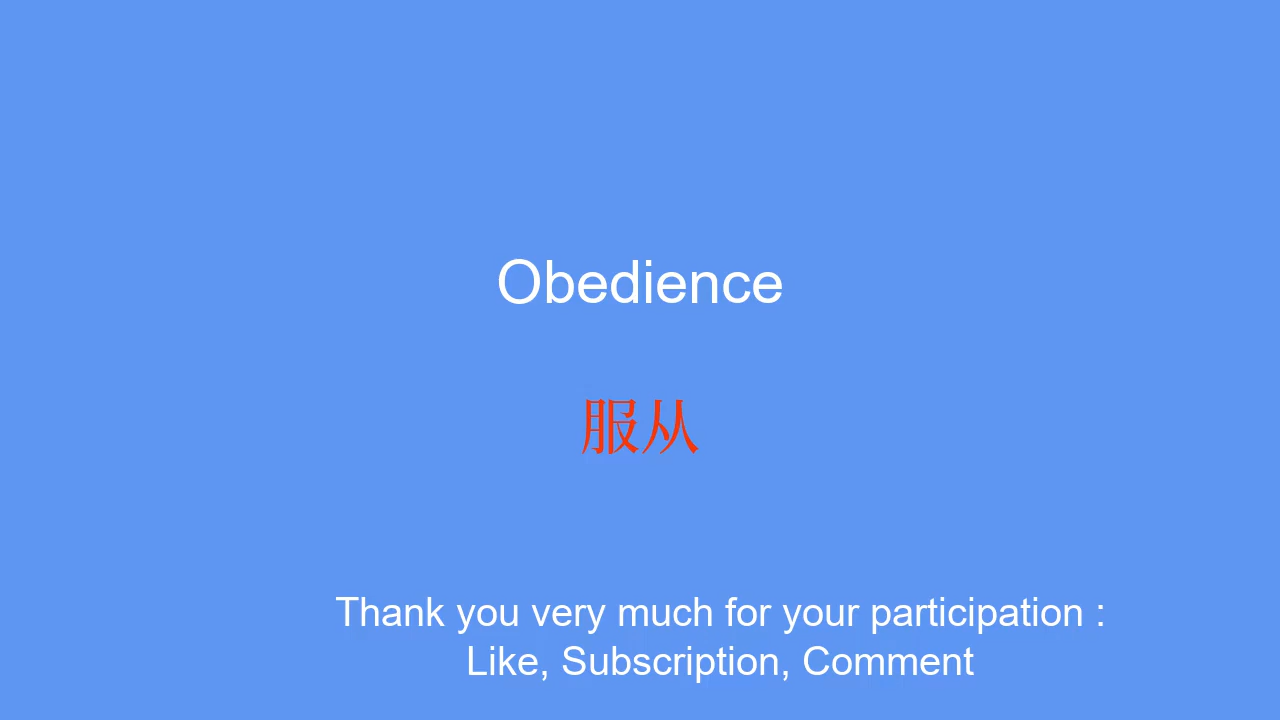 Obedience
服从
Thank you very much for your participation :
Like, Subscription, Comment